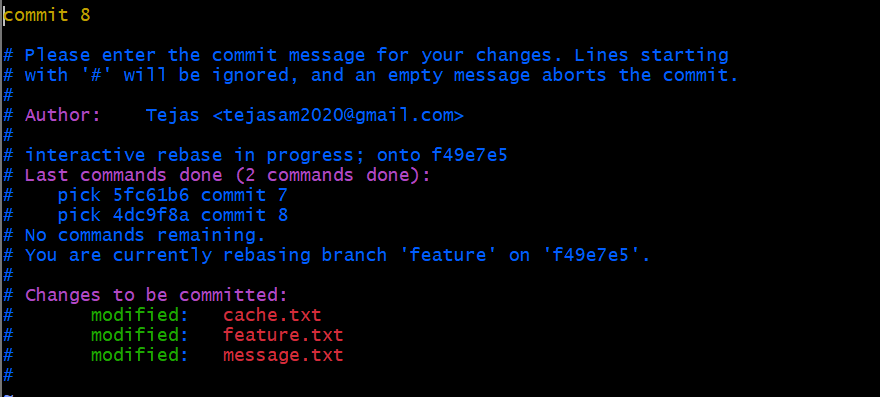 commit 8
# Please enter the commit message for your changes. Lines starting
# with '#' will be ignored, and an empty message aborts the commit.
#
# Author:    Tejas <tejasam2020@gmail.com>
#
# interactive rebase in progress; onto f49e7e5
# Last commands done (2 commands done):
#    pick 5fc61b6 commit 7
#    pick 4dc9f8a commit 8
# No commands remaining.
# You are currently rebasing branch 'feature' on 'f49e7e5'.
#
# Changes to be committed:
#       modified:   cache.txt
#       modified:   feature.txt
#       modified:   message.txt
#
~